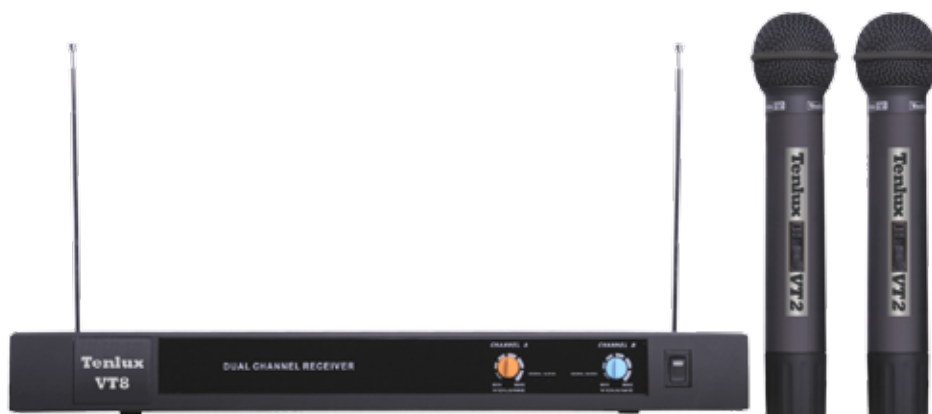 Tenlux
VT8
DUAL CHANNEL RECEIVER
CHANNEL A
CHANNEL B
Tenlux
VT2
Tenlux
VT2